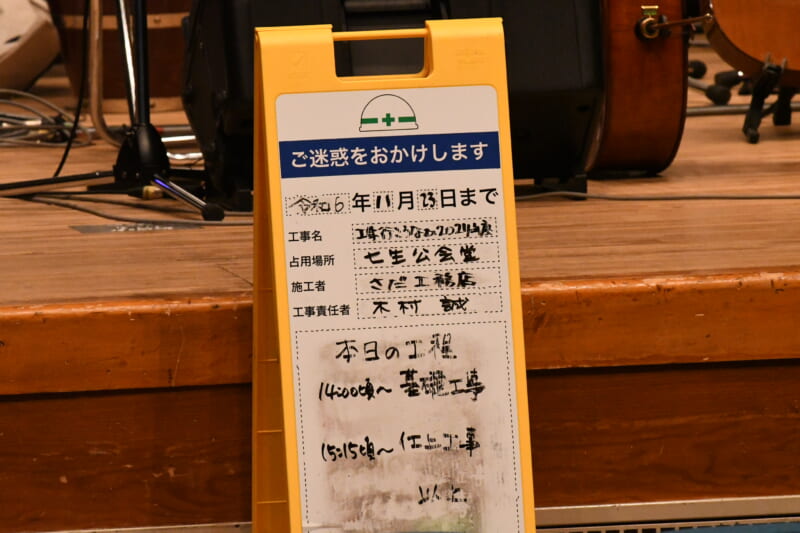 ご迷惑をおかけします
令和6年11月23日まで
工事名
占用場所 七生公会堂
施工者 さだ工務店
工事責任者 木村 誠
本日の工程
14:00頃〜 基礎工事
15:15頃〜 仕上工事